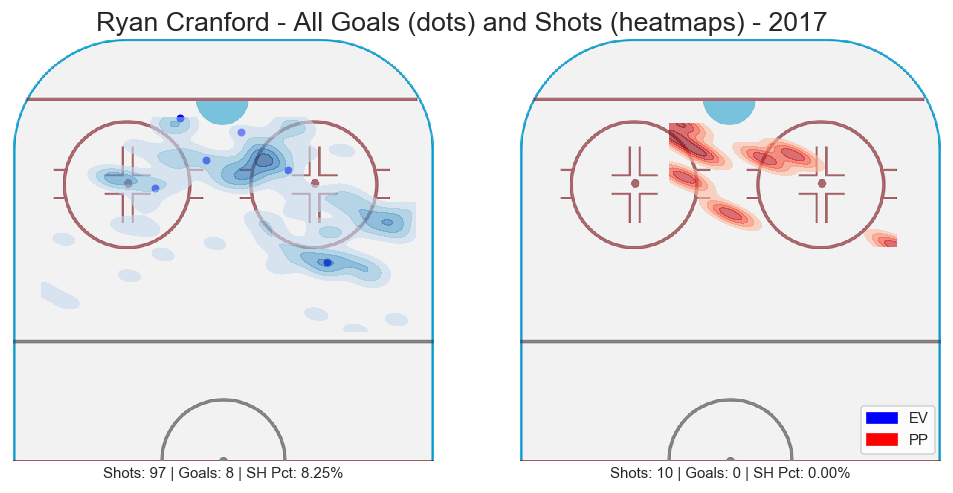 Ryan Cranford - All Goals (dots) and Shots (heatmaps) - 2017
EV
PP
Shots: 97 | Goals: 8 | SH Pct: 8.25%
Shots: 10 | Goals: 0 | SH Pct: 0.00%